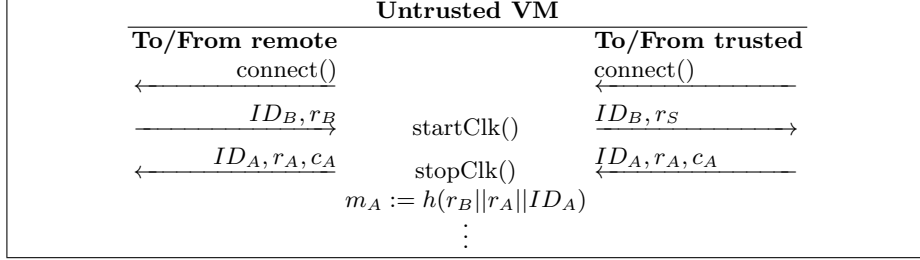 Untrusted VM
To/From remote To/From trusted
connect() connect()
ID_B, r_B startClk() ID_B, r_S
ID_A, r_A, c_A stopClk() ID_A, r_A, c_A
m_A := h(r_B||r_A||ID_A)
⋮